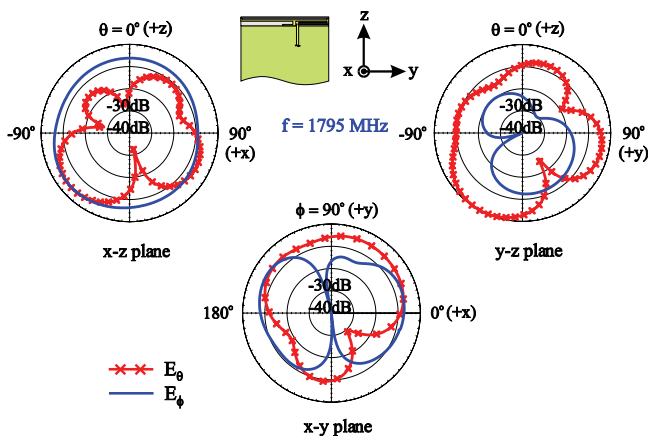 θ = 0° (+z)
-30dB
-40dB
-90°
90°
(+x)
x-z plane
z
x
y
f = 1795 MHz
θ = 0° (+z)
-30dB
-40dB
-90°
90°
(+y)
y-z plane
ϕ = 90° (+y)
-30dB
-40dB
180°
0° (+x)
x-y plane
Eθ
Eϕ